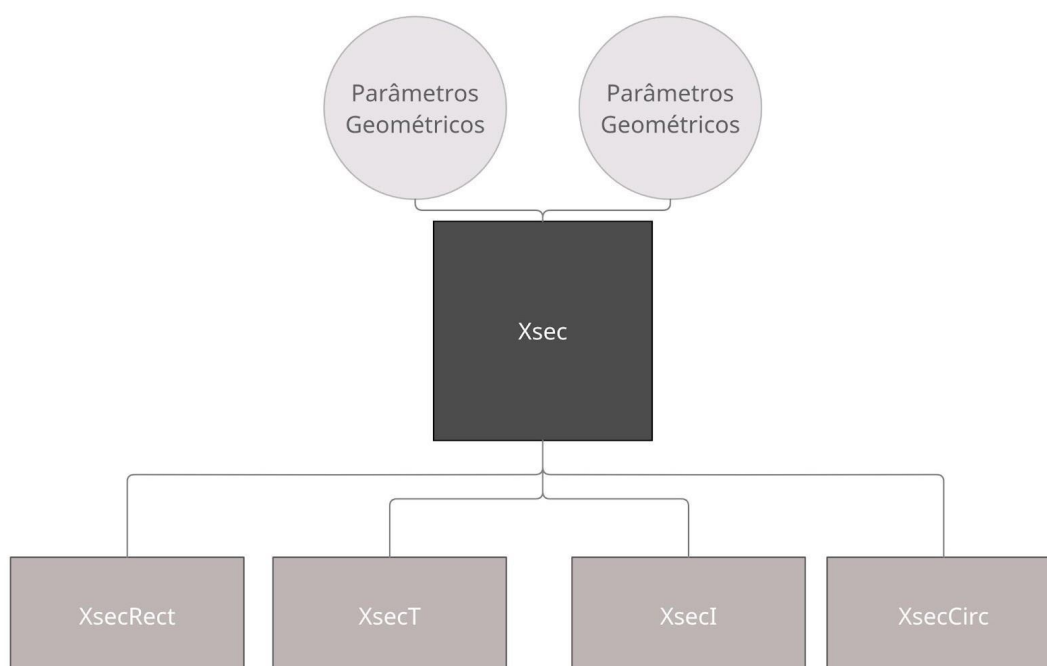 Parâmetros
Geométricos
Parâmetros
Geométricos
Xsec
XsecRect
XsecT
XsecI
XsecCirc